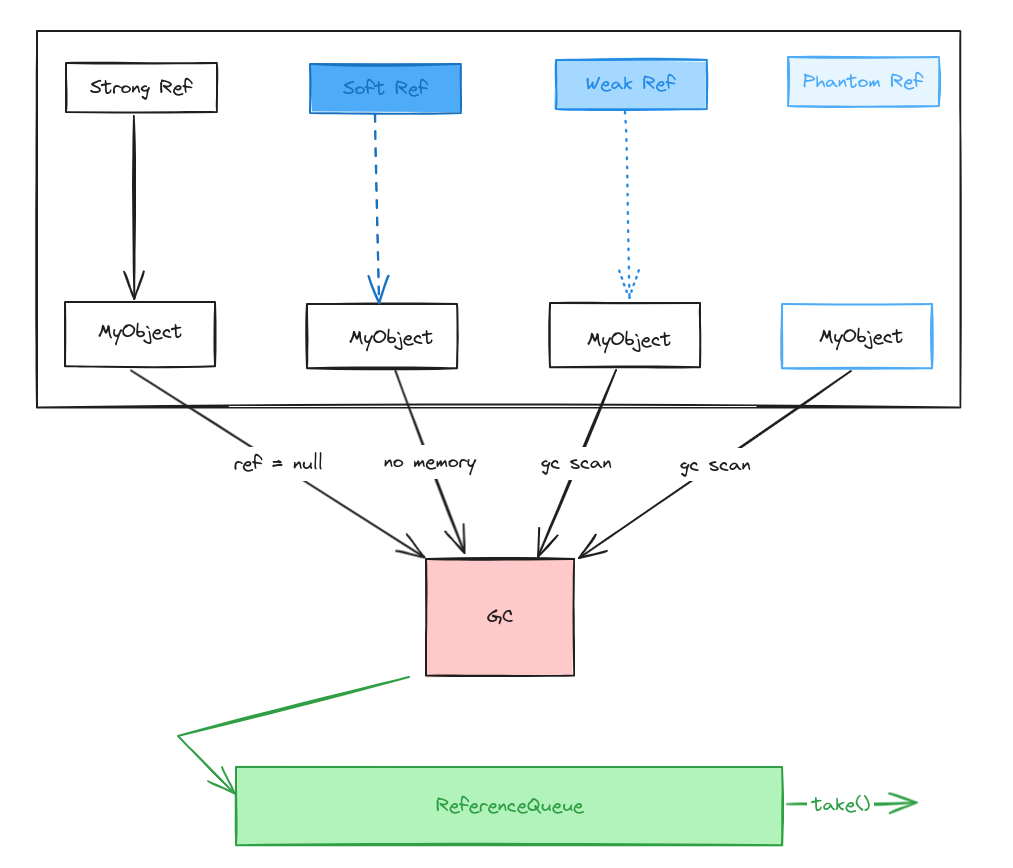 Strong Ref
Soft Ref
Weak Ref
Phantom Ref
MyObject
MyObject
MyObject
MyObject
ref = null
no memory
gc scan
gc scan
GC
ReferenceQueue
take()